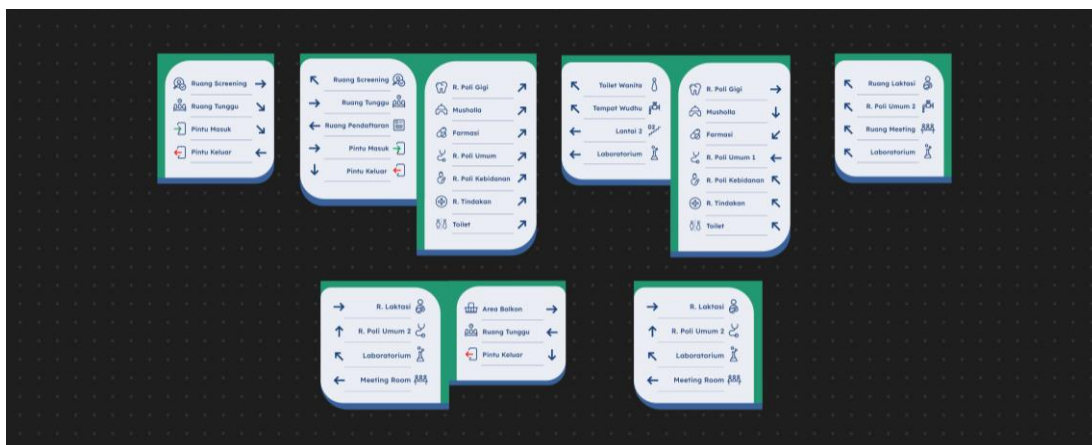 Ruang Screening
Ruang Tunggu
Pintu Masuk
Pintu Keluar
Ruang Screening
Ruang Tunggu
Ruang Pendaftaran
Pintu Masuk
Pintu Keluar
R. Poli Gigi
Musholla
Farmasi
R. Poli Umum
R. Poli Kebidanan
R. Tindakan
Toilet
Toilet Wanita
Tempat Wudhu
Lantai 2
Laboratorium
R. Poli Gigi
Musholla
Farmasi
R. Poli Umum 1
R. Poli Kebidanan
R. Tindakan
Toilet
Ruang Laktasi
R. Poli Umum 2
Ruang Meeting
Laboratorium
R. Laktasi
R. Poli Umum 2
Laboratorium
Meeting Room
Area Balkon
Ruang Tunggu
Pintu Keluar
R. Laktasi
R. Poli Umum 2
Laboratorium
Meeting Room